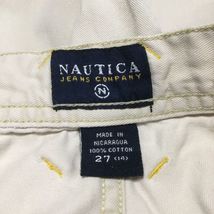 NAUTICA
JEANS COMPANY
N
MADE IN
NICARAGUA
100% COTTON
27 (14)